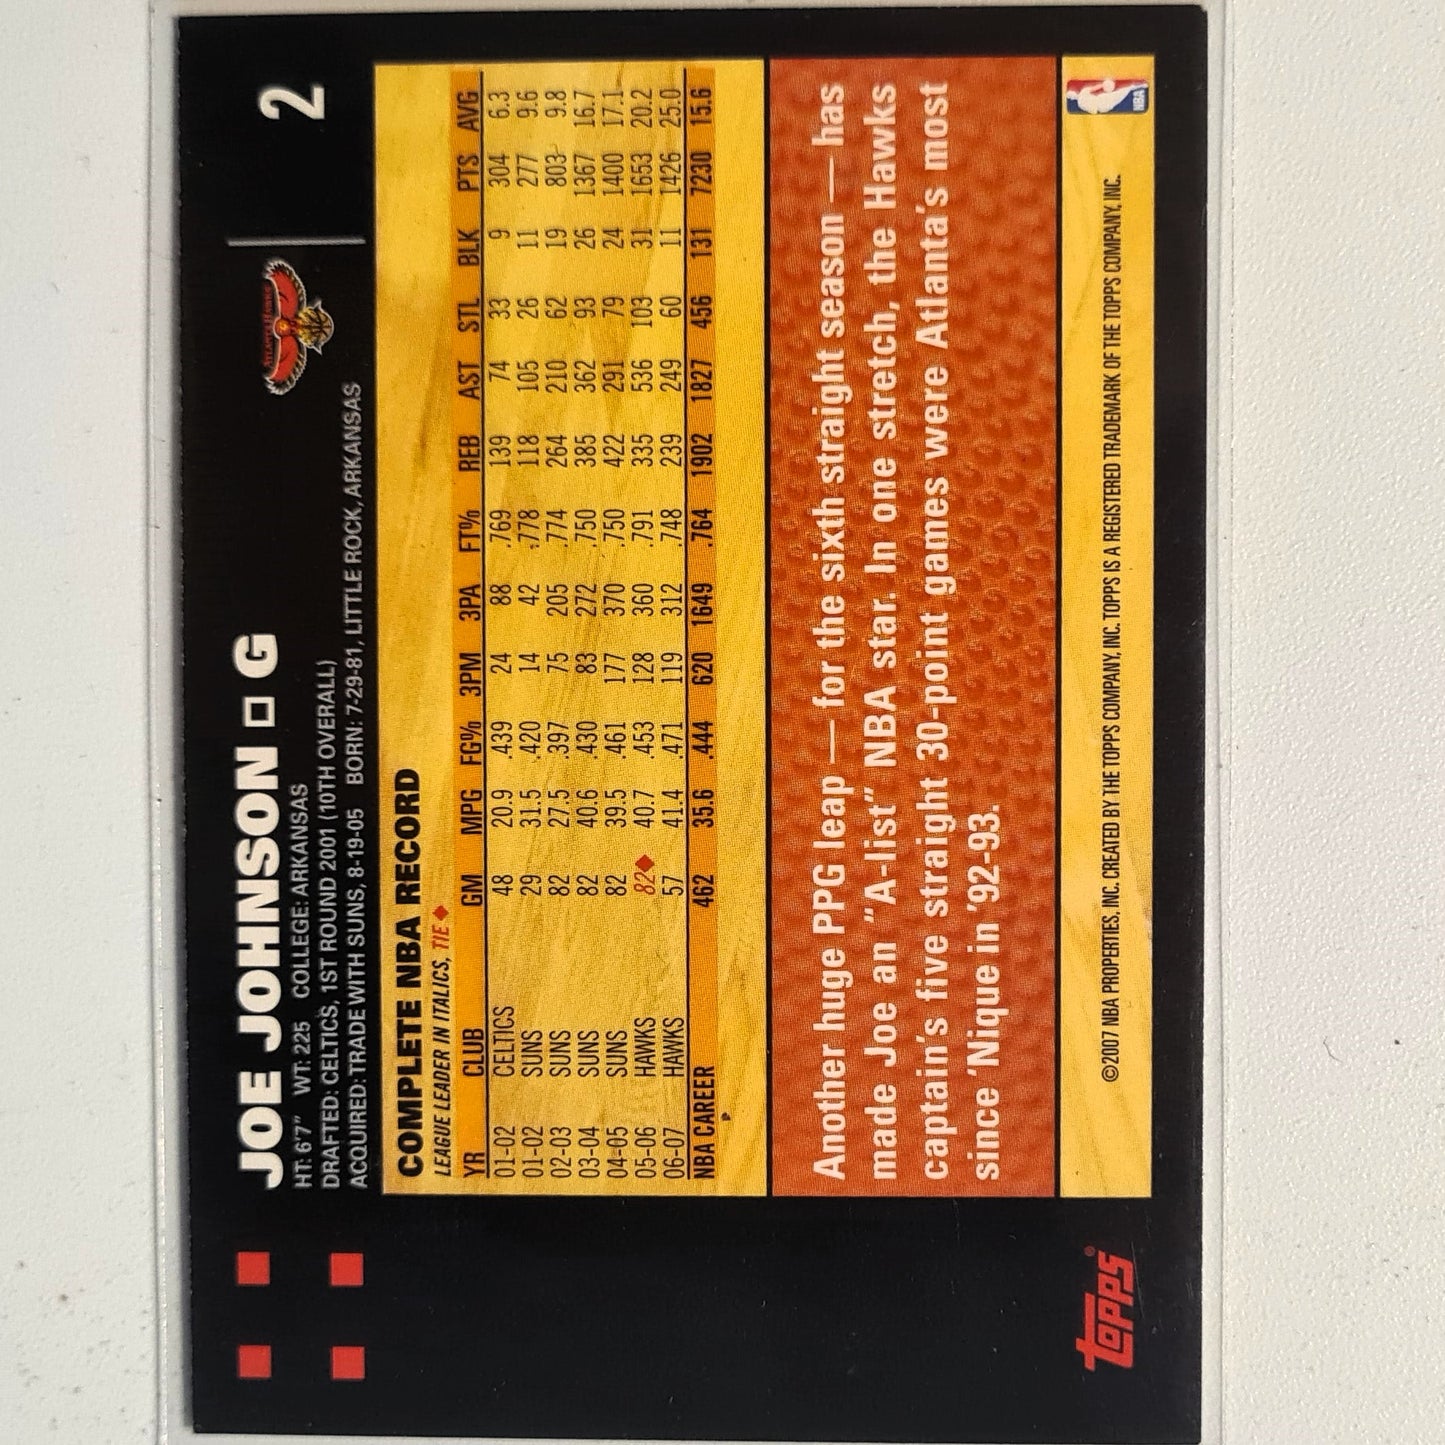 JOE JOHNSON □ G
2
HT: 6'7" WT: 225 COLLEGE: ARKANSAS
DRAFTED: CELTICS, 1ST ROUND 2001 (10TH OVERALL)
ACQUIRED: TRADE WITH SUNS, 8-19-05 BORN: 7-29-81, LITTLE ROCK, ARKANSAS
ATLANTA HAWKS
COMPLETE NBA RECORD
LEAGUE LEADER IN ITALICS, TIE♦
YR CLUB GM MPG FG% 3PM 3PA FT% REB AST STL BLK PTS AVG
01-02 CELTICS 48 20.9 .439 24 88 .769 139 74 33 9 304 6.3
01-02 SUNS 29 31.5 .420 14 42 .778 118 105 26 11 277 9.6
02-03 SUNS 82 27.5 .397 75 205 .774 264 210 62 19 803 9.8
03-04 SUNS 82 40.6 .430 83 272 .750 385 362 93 26 1367 16.7
04-05 SUNS 82 39.5 .461 177 370 .750 422 291 79 24 1400 17.1
05-06 HAWKS 82♦ 40.7 .453 128 360 .791 335 536 103 31 1653 20.2
06-07 HAWKS 57 41.4 .471 119 312 .748 239 249 60 11 1426 25.0
NBA CAREER 462 35.6 .444 620 1649 .764 1902 1827 456 131 7230 15.6
Another huge PPG leap — for the sixth straight season — has
made Joe an "A-list" NBA star. In one stretch, the Hawks
captain's five straight 30-point games were Atlanta's most
since 'Nique in '92-93.
©2007 NBA PROPERTIES, INC. CREATED BY THE TOPPS COMPANY, INC. TOPPS IS A REGISTERED TRADEMARK OF THE TOPPS COMPANY, INC.
NBA
TOPPS®